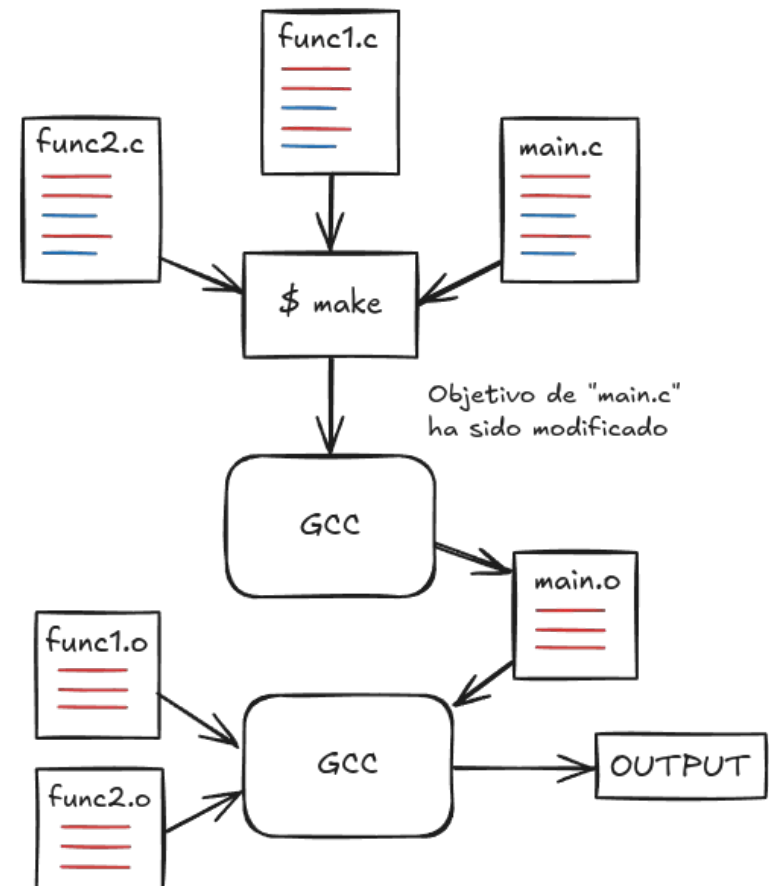 func1.c
func2.c
main.c
$ make
Objetivo de "main.c"
ha sido modificado
GCC
main.o
func1.o
GCC
OUTPUT
func2.o